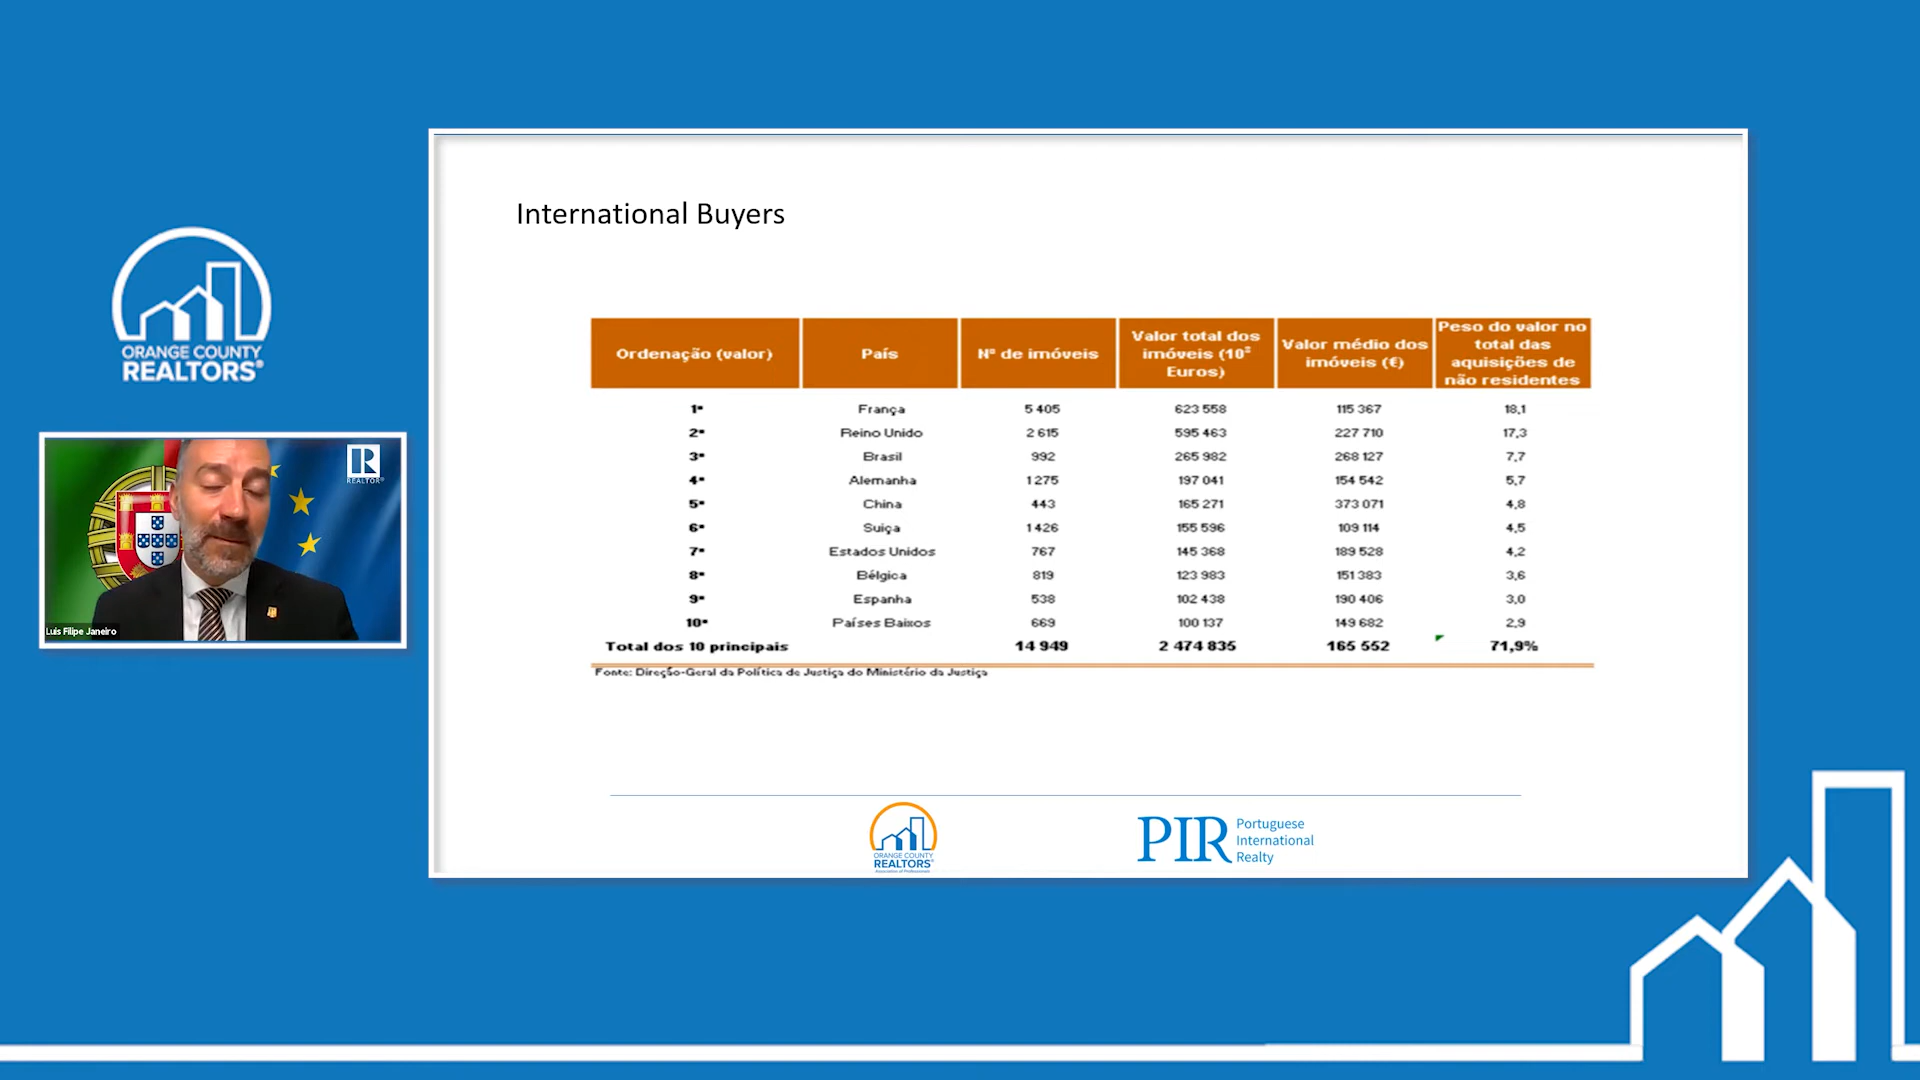 International Buyers
Ordenação (valor)
País
Nº de imóveis
Valor total dos
imóveis (10³
Euros)
Valor médio dos
imóveis (€)
Peso do valor no
total das
aquisições de
não residentes
1º França 5 405 623 558 115 367 18,1
2º Reino Unido 2 615 595 463 227 710 17,3
3º Brasil 992 265 982 268 127 7,7
4º Alemanha 1 275 197 041 154 542 5,7
5º China 443 165 271 373 071 4,8
6º Suiça 1 426 155 596 109 114 4,5
7º Estados Unidos 767 145 368 189 528 4,2
8º Bélgica 819 123 983 151 383 3,6
9º Espanha 538 102 438 190 406 3,0
10º Países Baixos 669 100 137 149 682 2,9
Total dos 10 principais 14 949 2 474 835 165 552 71,9%
Fonte: Direção-Geral da Política de Justiça do Ministério da Justiça
ORANGE COUNTY
REALTORS®
R
REALTOR®
Luis Filipe Janeiro
ORANGE COUNTY
REALTORS®
Association of Professionals
PIR
Portuguese
International
Realty